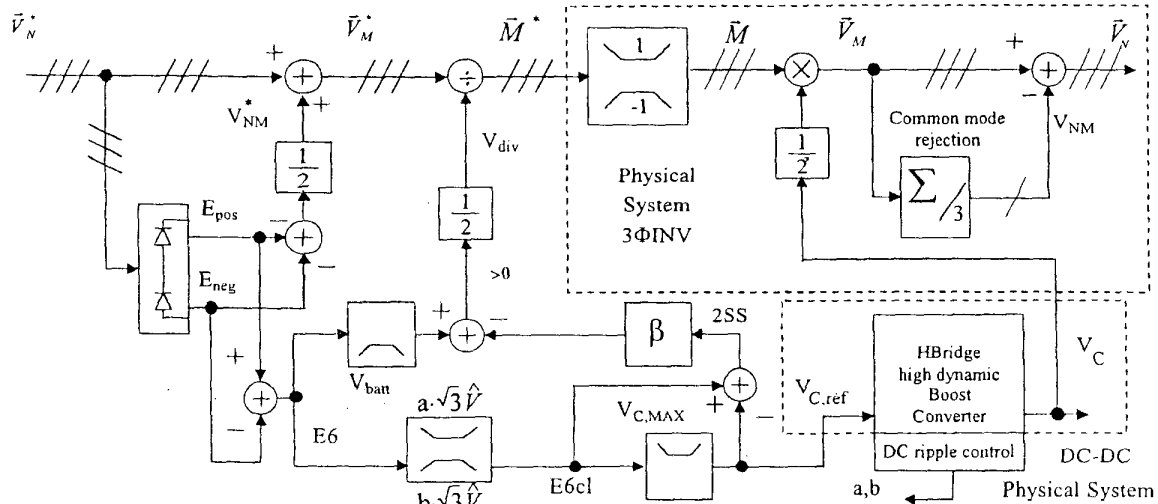 V⃗*N
V⃗*M
M⃗*
M⃗
V⃗M
V⃗N
+
+
÷
1
-1
×
+
+
-
V*NM
+
1/2
Vdiv
1/2
1/2
Physical
System
3ΦINV
Common mode
rejection
Σ/3
VNM
Epos
−
+
−
Eneg
>0
+
+
−
β
2SS
+
+
−
+
+
−
Vbatt
E6
a·√3V̂
b·√3V̂
E6cl
VC,MAX
VC,ref
HBridge
high dynamic
Boost
Converter
DC ripple control
a,b
VC
DC-DC
Physical System